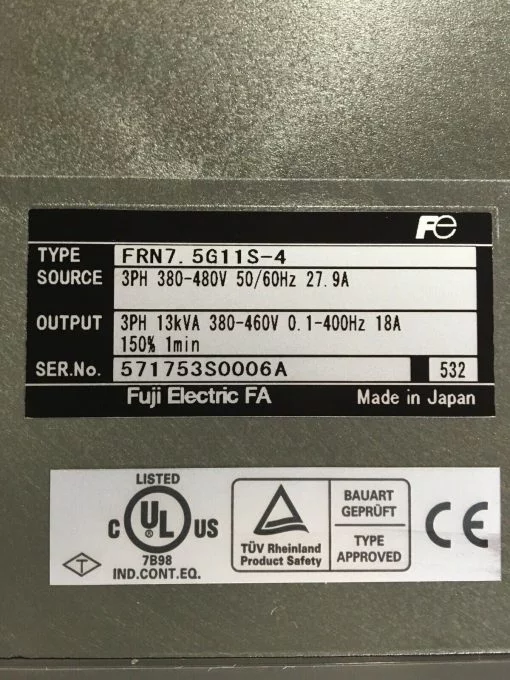 Fe
TYPE FRN7.5G11S-4
SOURCE 3PH 380-480V 50/60Hz 27.9A
OUTPUT 3PH 13kVA 380-460V 0.1-400Hz 18A
150% 1min
SER.No. 571753S0006A 532
Fuji Electric FA Made in Japan
LISTED
C UL US
7B98
IND.CONT.EQ.
T
TÜV Rheinland
Product Safety
BAUART
GEPRÜFT
TYPE
APPROVED
CE